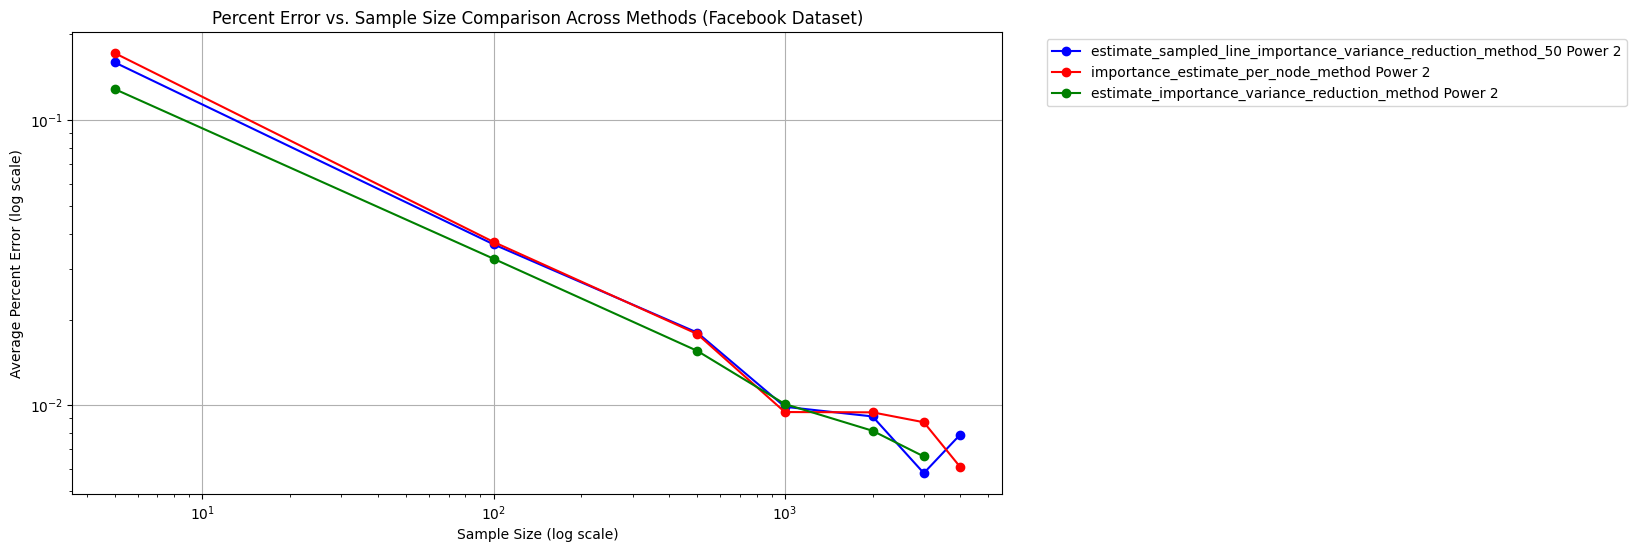 Percent Error vs. Sample Size Comparison Across Methods (Facebook Dataset)
estimate_sampled_line_importance_variance_reduction_method_50 Power 2
importance_estimate_per_node_method Power 2
estimate_importance_variance_reduction_method Power 2
Average Percent Error (log scale)
10⁻¹
10⁻²
10¹
10²
10³
Sample Size (log scale)